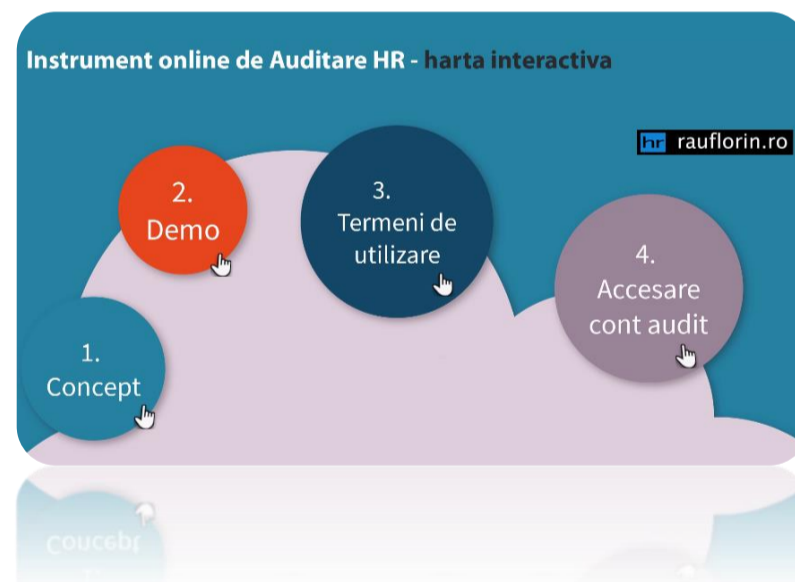 Instrument online de Auditare HR - harta interactiva
hr rauflorin.ro
1.
Concept
2.
Demo
3.
Termeni de
utilizare
4.
Accesare
cont audit